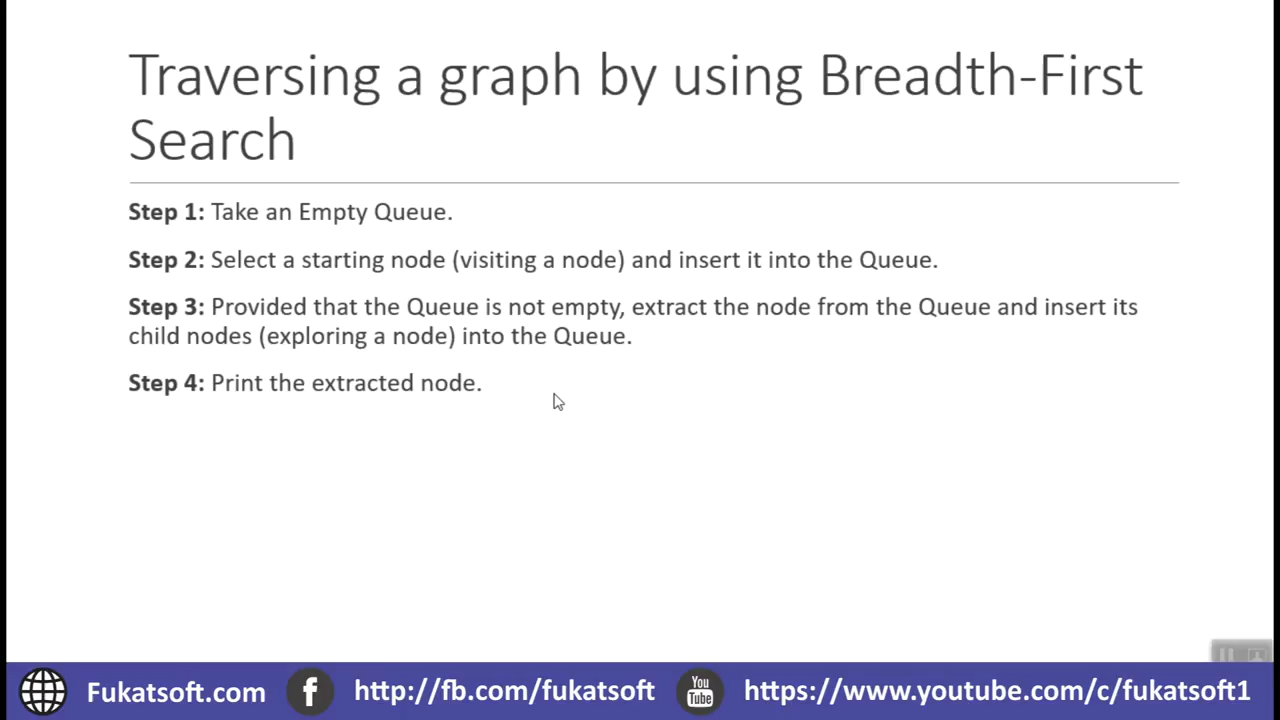 Traversing a graph by using Breadth-First
Search
Step 1: Take an Empty Queue.
Step 2: Select a starting node (visiting a node) and insert it into the Queue.
Step 3: Provided that the Queue is not empty, extract the node from the Queue and insert its
child nodes (exploring a node) into the Queue.
Step 4: Print the extracted node.
Fukatsoft.com f http://fb.com/fukatsoft You Tube https://www.youtube.com/c/fukatsoft1